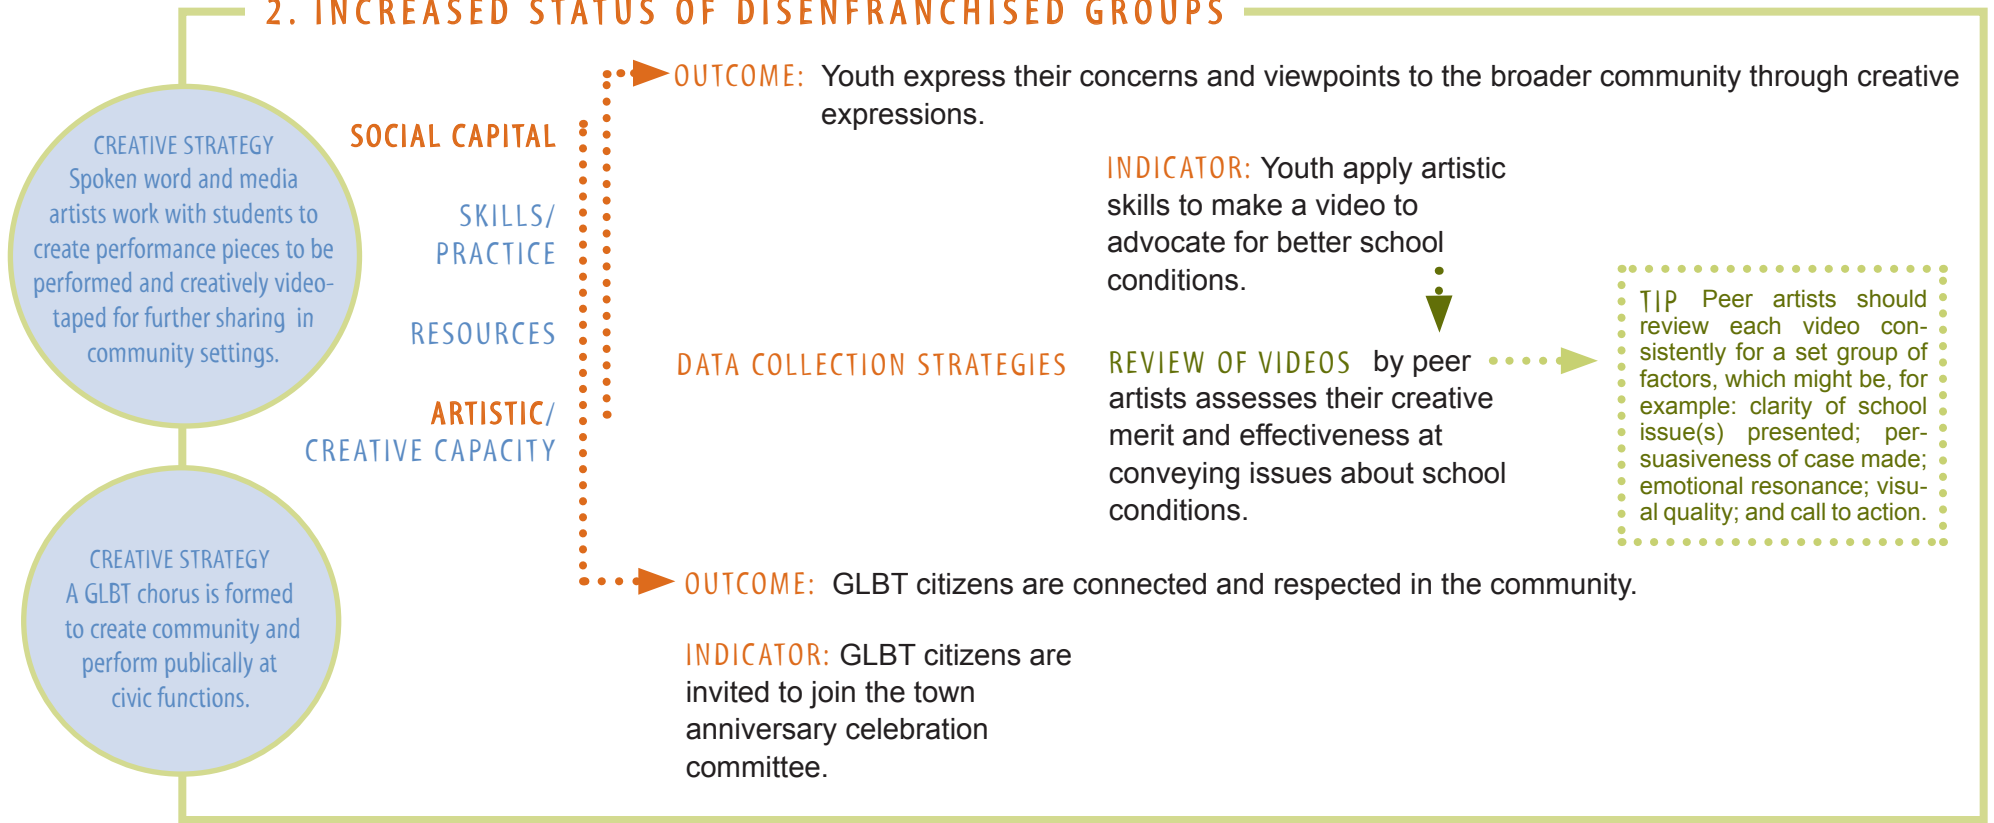 2. INCREASED STATUS OF DISENFRANCHISED GROUPS
CREATIVE STRATEGY
Spoken word and media
artists work with students to
create performance pieces to be
performed and creatively video-
taped for further sharing in
community settings.
CREATIVE STRATEGY
A GLBT chorus is formed
to create community and
perform publically at
civic functions.
SOCIAL CAPITAL
SKILLS/
PRACTICE
RESOURCES
ARTISTIC/
CREATIVE CAPACITY
OUTCOME: Youth express their concerns and viewpoints to the broader community through creative
expressions.
INDICATOR: Youth apply artistic
skills to make a video to
advocate for better school
conditions.
DATA COLLECTION STRATEGIES
REVIEW OF VIDEOS by peer
artists assesses their creative
merit and effectiveness at
conveying issues about school
conditions.
TIP Peer artists should
review each video con-
sistently for a set group of
factors, which might be, for
example: clarity of school
issue(s) presented; per-
suasiveness of case made;
emotional resonance; visu-
al quality; and call to action.
OUTCOME: GLBT citizens are connected and respected in the community.
INDICATOR: GLBT citizens are
invited to join the town
anniversary celebration
committee.